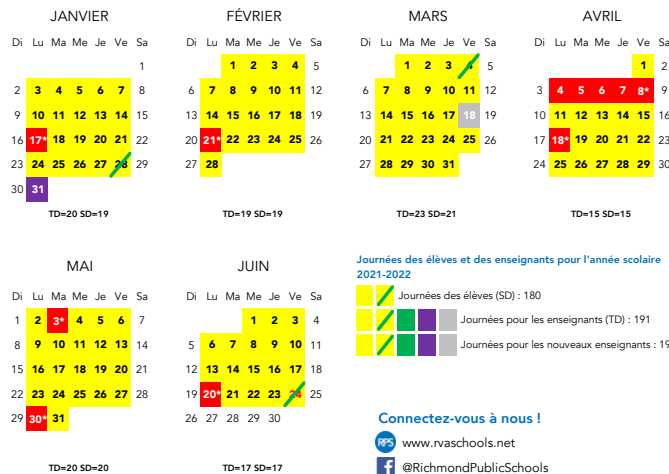 JANVIER
Di Lu Ma Me Je Ve Sa
1
2 3 4 5 6 7 8
9 10 11 12 13 14 15
16 17* 18 19 20 21 22
23 24 25 26 27 28 29
30 31
TD=20 SD=19
FÉVRIER
Di Lu Ma Me Je Ve Sa
1 2 3 4 5
6 7 8 9 10 11 12
13 14 15 16 17 18 19
20 21* 22 23 24 25 26
27 28
TD=19 SD=19
MARS
Di Lu Ma Me Je Ve Sa
1 2 3 4 5
6 7 8 9 10 11 12
13 14 15 16 17 18 19
20 21 22 23 24 25 26
27 28 29 30 31
TD=23 SD=21
AVRIL
Di Lu Ma Me Je Ve Sa
1 2
3 4 5 6 7 8* 9
10 11 12 13 14 15 16
17 18* 19 20 21 22 23
24 25 26 27 28 29 30
TD=15 SD=15
MAI
Di Lu Ma Me Je Ve Sa
1 2 3* 4 5 6 7
8 9 10 11 12 13 14
15 16 17 18 19 20 21
22 23 24 25 26 27 28
29 30* 31
TD=20 SD=20
JUIN
Di Lu Ma Me Je Ve Sa
1 2 3 4
5 6 7 8 9 10 11
12 13 14 15 16 17 18
19 20* 21 22 23 24 25
26 27 28 29 30
TD=17 SD=17
Journées des élèves et des enseignants pour l'année scolaire
2021-2022
Journées des élèves (SD) : 180
Journées pour les enseignants (TD) : 191
Journées pour les nouveaux enseignants : 19
Connectez-vous à nous !
RPS www.rvaschools.net
f @RichmondPublicSchools